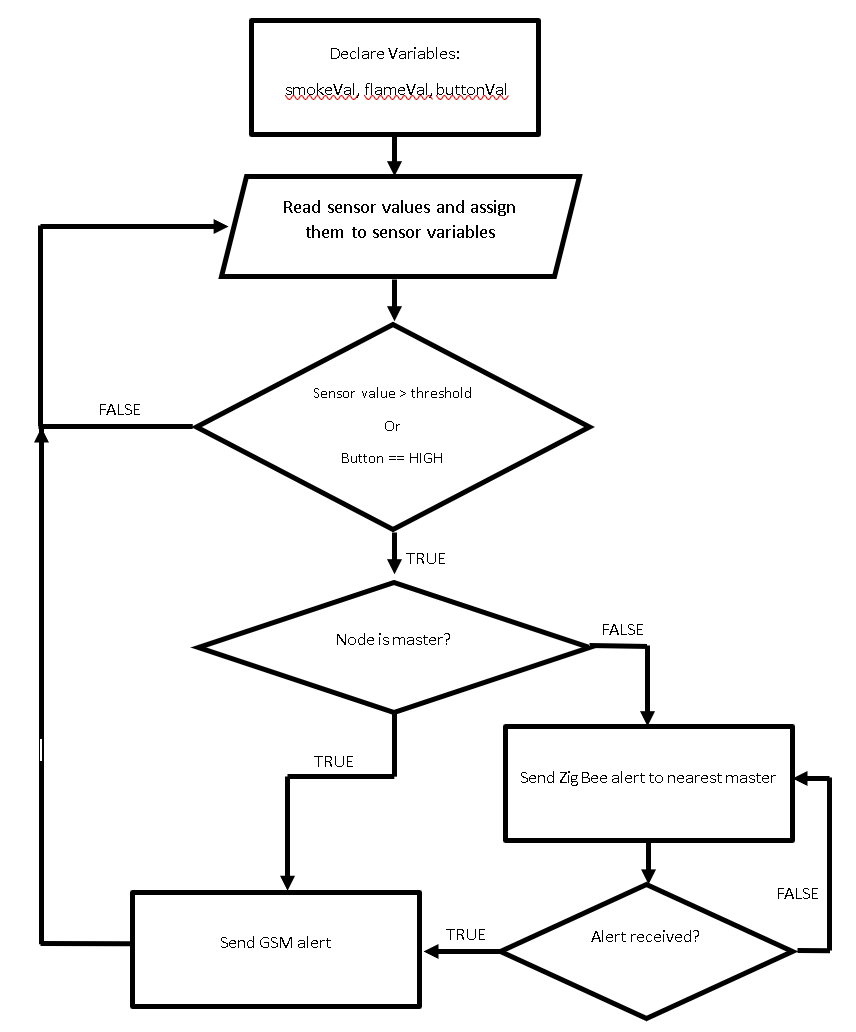 Declare Variables:
smokeVal, flameVal, buttonVal
Read sensor values and assign
them to sensor variables
Sensor value > threshold
Or
Button == HIGH
FALSE
TRUE
Node is master?
FALSE
TRUE
Send ZigBee alert to nearest master
FALSE
Alert received?
TRUE
Send GSM alert